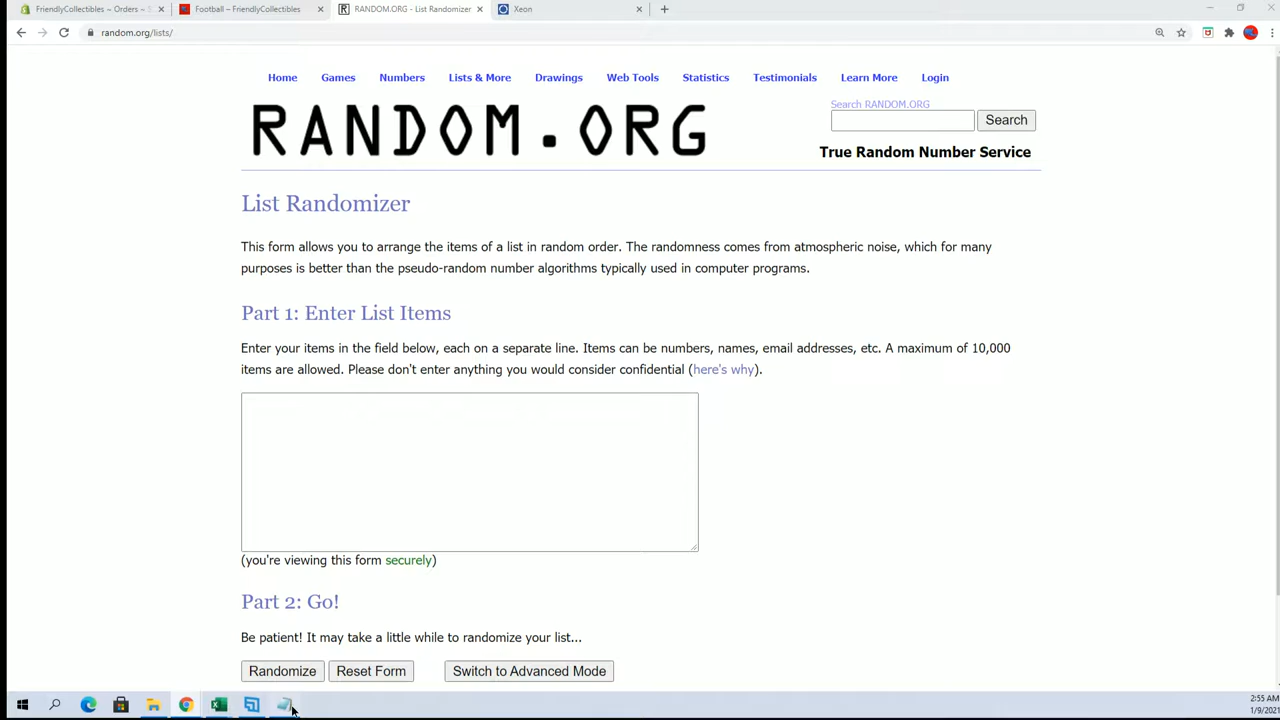 FriendlyCollectibles ~ Orders ~ S
Football – FriendlyCollectibles
RANDOM.ORG - List Randomizer
Xeon
random.org/lists/
Home Games Numbers Lists & More Drawings Web Tools Statistics Testimonials Learn More Login
RANDOM.ORG
Search RANDOM.ORG
Search
True Random Number Service
List Randomizer
This form allows you to arrange the items of a list in random order. The randomness comes from atmospheric noise, which for many
purposes is better than the pseudo-random number algorithms typically used in computer programs.
Part 1: Enter List Items
Enter your items in the field below, each on a separate line. Items can be numbers, names, email addresses, etc. A maximum of 10,000
items are allowed. Please don't enter anything you would consider confidential (here's why).
(you're viewing this form securely)
Part 2: Go!
Be patient! It may take a little while to randomize your list...
Randomize Reset Form Switch to Advanced Mode
2:55 AM
1/9/2021